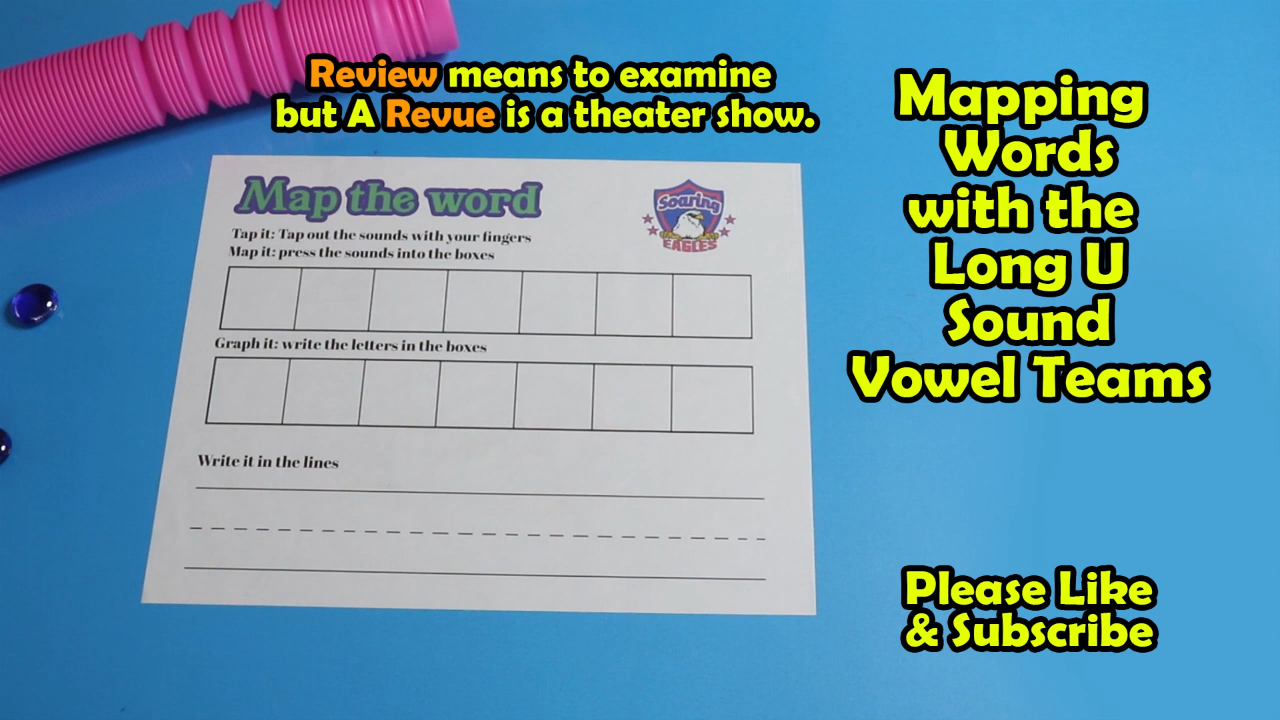 Review means to examine
but A Revue is a theater show.
Mapping
Words
with the
Long U
Sound
Vowel Teams
Map the word
Soaring
EAGLES
Tap it: Tap out the sounds with your fingers
Map it: press the sounds into the boxes
Graph it: write the letters in the boxes
Write it in the lines
Please Like
& Subscribe